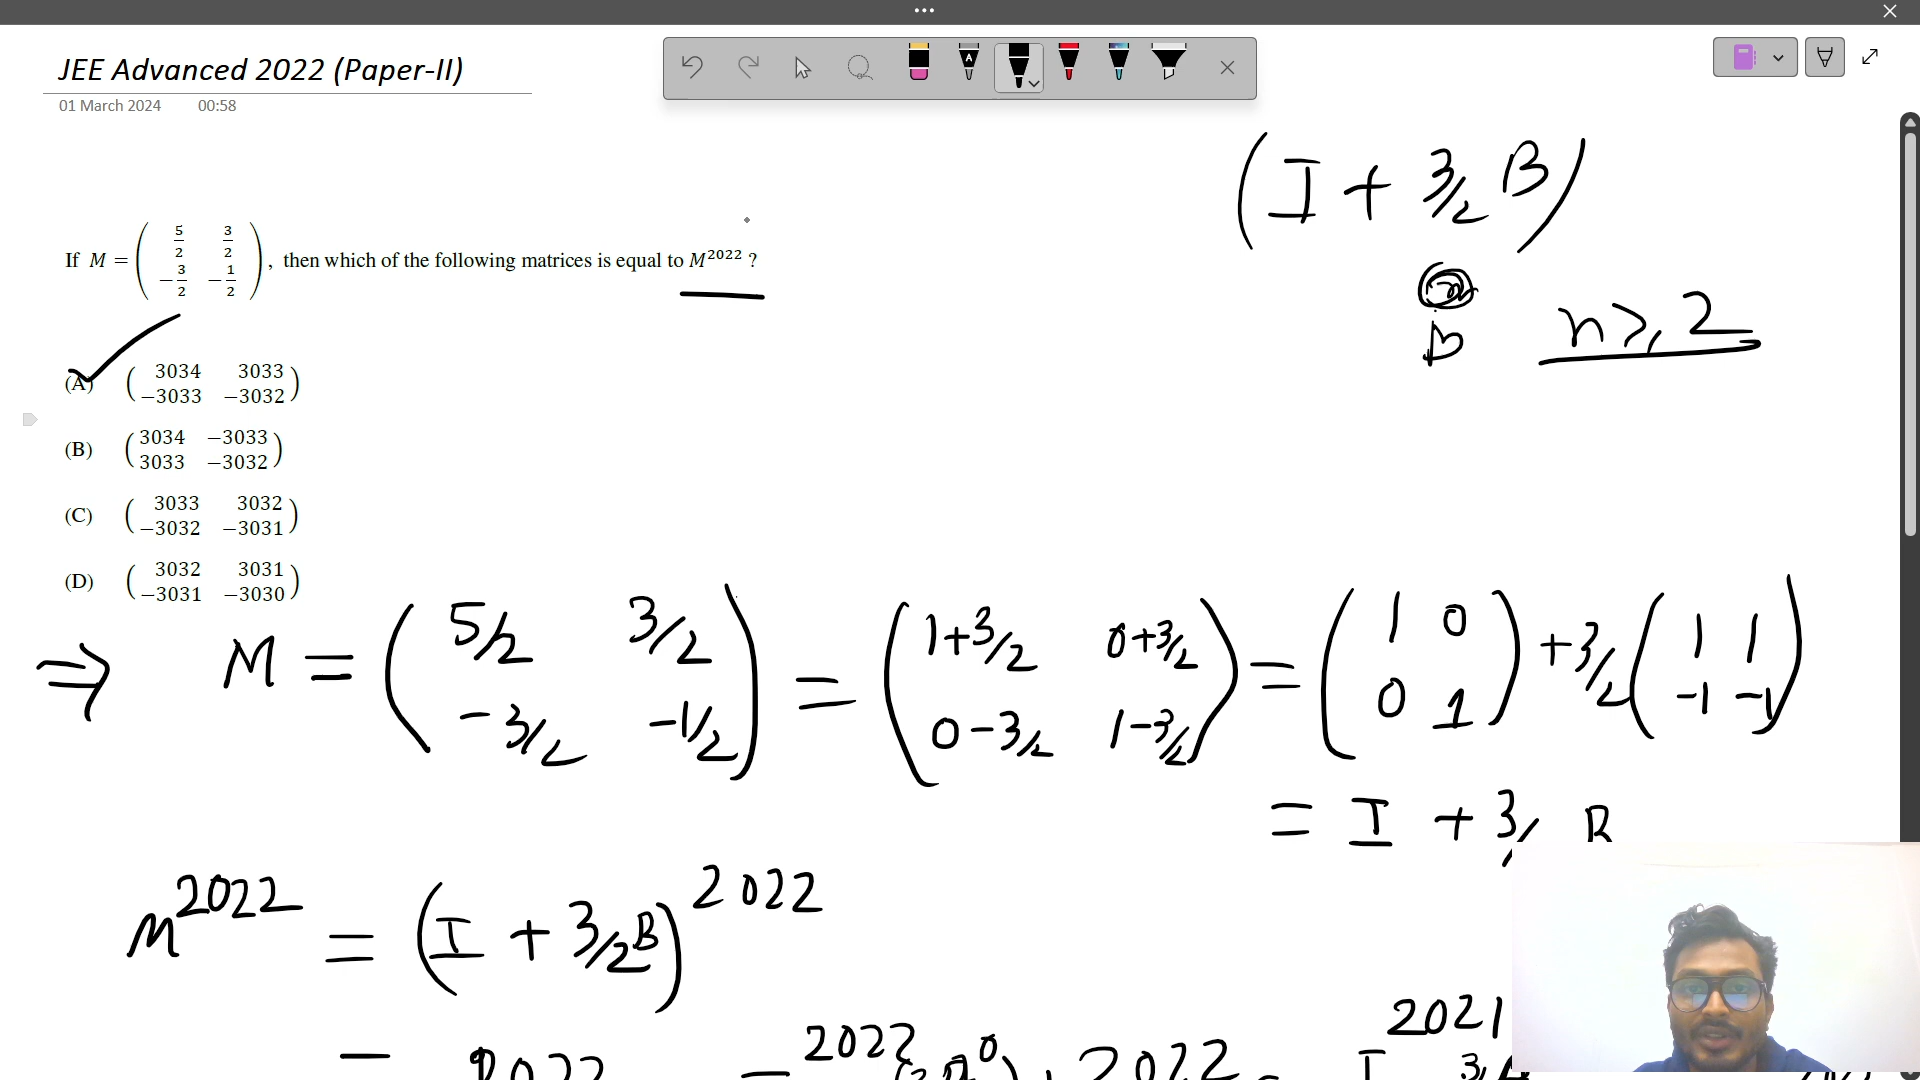 JEE Advanced 2022 (Paper-II)
01 March 2024 00:58
(I + 3/2 B)
B n ≥ 2
If M = ( 5/2 3/2 ; -3/2 -1/2 ), then which of the following matrices is equal to M^2022 ?
(A) ( 3034 3033 ; -3033 -3032 )
(B) ( 3034 -3033 ; 3033 -3032 )
(C) ( 3033 3032 ; -3032 -3031 )
(D) ( 3032 3031 ; -3031 -3030 )
⇒ M = ( 5/2 3/2 ; -3/2 -1/2 ) = ( 1+3/2 0+3/2 ; 0-3/2 1-3/2 ) = ( 1 0 ; 0 1 ) + 3/2 ( 1 1 ; -1 -1 )
= I + 3/ B
M^2022 = (I + 3/2 B)^2022
= 2022 2022 0 + 2022 I 2021